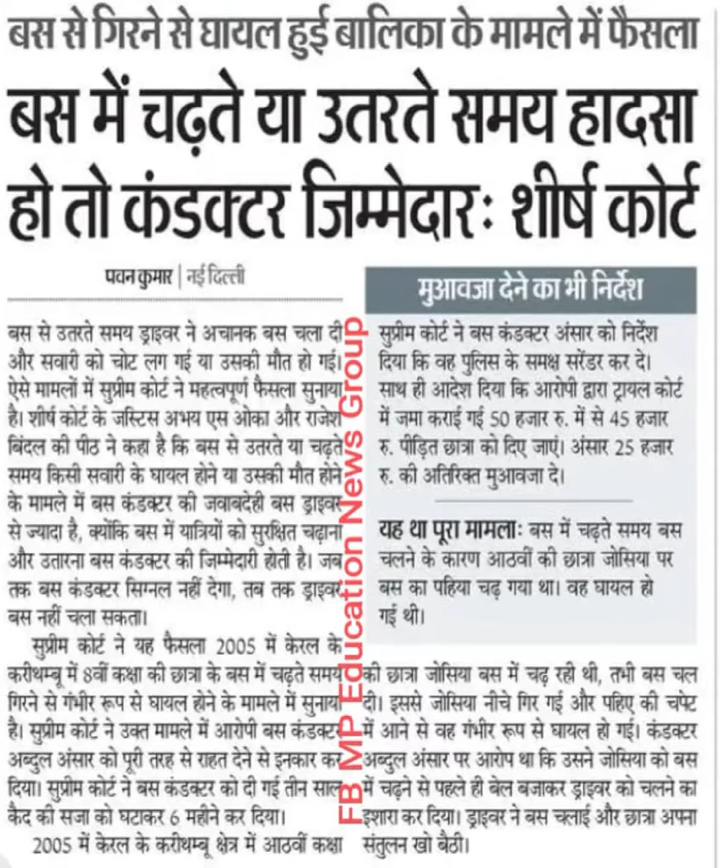 बस से गिरने से घायल हुई बालिका के मामले में फैसला
बस में चढ़ते या उतरते समय हादसा
हो तो कंडक्टर जिम्मेदार: शीर्ष कोर्ट
पवन कुमार | नई दिल्ली
बस से उतरते समय ड्राइवर ने अचानक बस चला दी
और सवारी को चोट लग गई या उसकी मौत हो गई।
ऐसे मामलों में सुप्रीम कोर्ट ने महत्वपूर्ण फैसला सुनाया
है। शीर्ष कोर्ट के जस्टिस अभय एस ओका और राजेश
बिंदल की पीठ ने कहा है कि बस से उतरते या चढ़ते
समय किसी सवारी के घायल होने या उसकी मौत होने
के मामले में बस कंडक्टर की जवाबदेही बस ड्राइवर
से ज्यादा है, क्योंकि बस में यात्रियों को सुरक्षित चढ़ाना
और उतारना बस कंडक्टर की जिम्मेदारी होती है। जब
तक बस कंडक्टर सिग्नल नहीं देगा, तब तक ड्राइवर
बस नहीं चला सकता।
सुप्रीम कोर्ट ने यह फैसला 2005 में केरल के
करीथम्बू में 8वीं कक्षा की छात्रा के बस में चढ़ते समय
गिरने से गंभीर रूप से घायल होने के मामले में सुनाया
है। सुप्रीम कोर्ट ने उक्त मामले में आरोपी बस कंडक्टर
अब्दुल अंसार को पूरी तरह से राहत देने से इनकार कर
दिया। सुप्रीम कोर्ट ने बस कंडक्टर को दी गई तीन साल
कैद की सजा को घटाकर 6 महीने कर दिया।
2005 में केरल के करीथम्बू क्षेत्र में आठवीं कक्षा
मुआवजा देने का भी निर्देश
सुप्रीम कोर्ट ने बस कंडक्टर अंसार को निर्देश
दिया कि वह पुलिस के समक्ष सरेंडर कर दे।
साथ ही आदेश दिया कि आरोपी द्वारा ट्रायल कोर्ट
में जमा कराई गई 50 हजार रु. में से 45 हजार
रु. पीड़ित छात्रा को दिए जाएं। अंसार 25 हजार
रु. की अतिरिक्त मुआवजा दे।
यह था पूरा मामला: बस में चढ़ते समय बस
चलने के कारण आठवीं की छात्रा जोसिया पर
बस का पहिया चढ़ गया था। वह घायल हो
गई थी।
की छात्रा जोसिया बस में चढ़ रही थी, तभी बस चल
दी। इससे जोसिया नीचे गिर गई और पहिए की चपेट
में आने से वह गंभीर रूप से घायल हो गई। कंडक्टर
अब्दुल अंसार पर आरोप था कि उसने जोसिया को बस
में चढ़ने से पहले ही बेल बजाकर ड्राइवर को चलने का
इशारा कर दिया। ड्राइवर ने बस चलाई और छात्रा अपना
संतुलन खो बैठी।
FB MP Education News Group